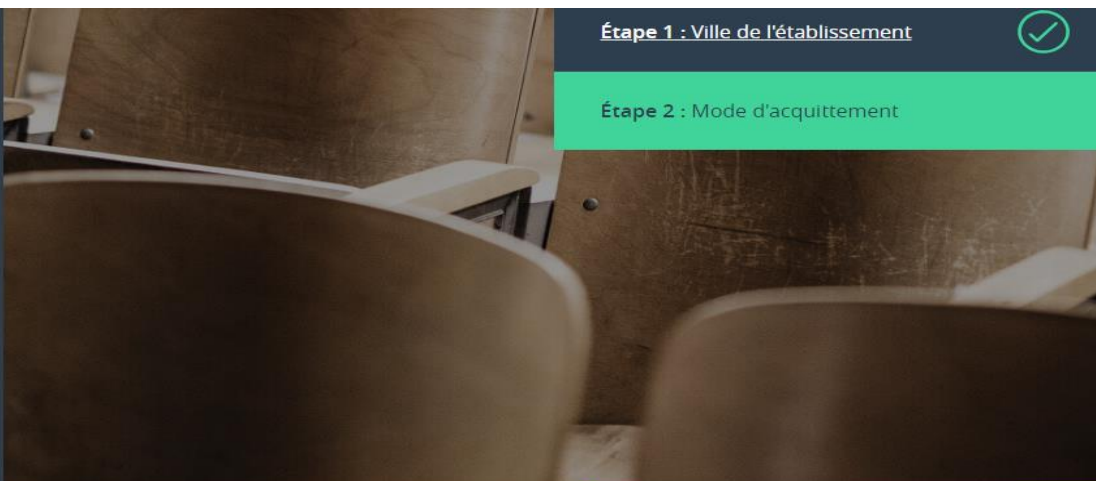 Étape 1 : Ville de l'établissement
Étape 2 : Mode d'acquittement